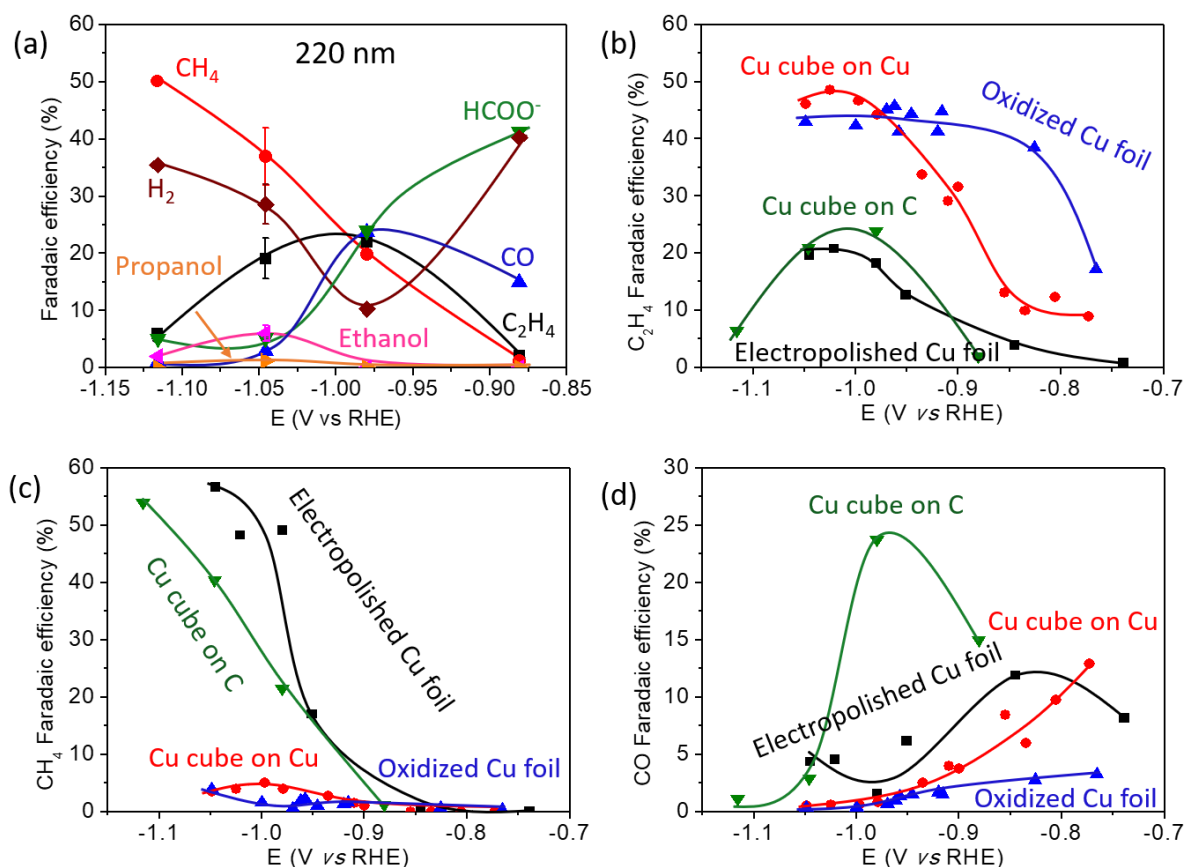 (a)
220 nm
CH₄
HCOO⁻
H₂
Propanol
CO
Ethanol
C₂H₄
Faradaic efficiency (%)
60
50
40
30
20
10
0
-1.15 -1.10 -1.05 -1.00 -0.95 -0.90 -0.85
E (V vs RHE)
(b)
Cu cube on Cu
Oxidized Cu foil
Cu cube on C
Electropolished Cu foil
C₂H₄ Faradaic efficiency (%)
60
50
40
30
20
10
0
-1.1 -1.0 -0.9 -0.8 -0.7
E (V vs RHE)
(c)
Electropolished Cu foil
Cu cube on C
Cu cube on Cu
Oxidized Cu foil
CH₄ Faradaic efficiency (%)
60
50
40
30
20
10
0
-1.1 -1.0 -0.9 -0.8 -0.7
E (V vs RHE)
(d)
Cu cube on C
Cu cube on Cu
Electropolished Cu foil
Oxidized Cu foil
CO Faradaic efficiency (%)
30
25
20
15
10
5
0
-1.1 -1.0 -0.9 -0.8 -0.7
E (V vs RHE)